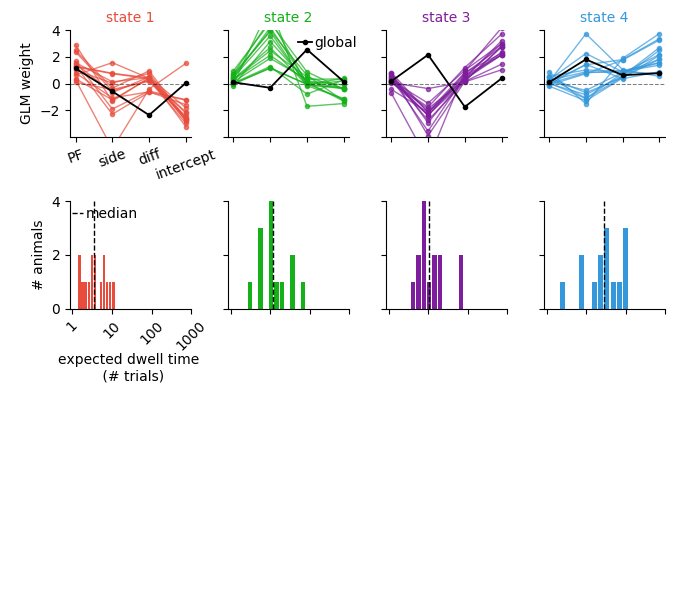 state 1 state 2 state 3 state 4
GLM weight
4
2
0
−2
global
PF side diff intercept
# animals
4
2
0
median
1 10 100 1000
expected dwell time
(# trials)